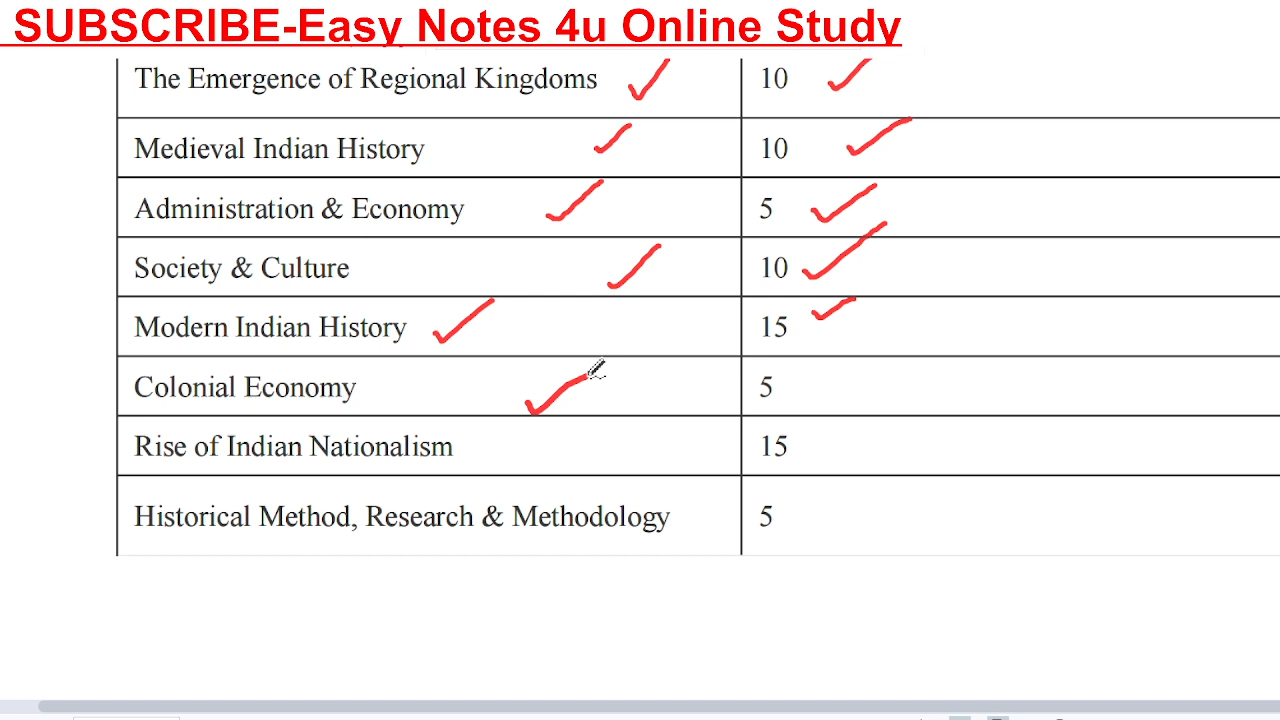 SUBSCRIBE-Easy Notes 4u Online Study
The Emergence of Regional Kingdoms 10
Medieval Indian History 10
Administration & Economy 5
Society & Culture 10
Modern Indian History 15
Colonial Economy 5
Rise of Indian Nationalism 15
Historical Method, Research & Methodology 5